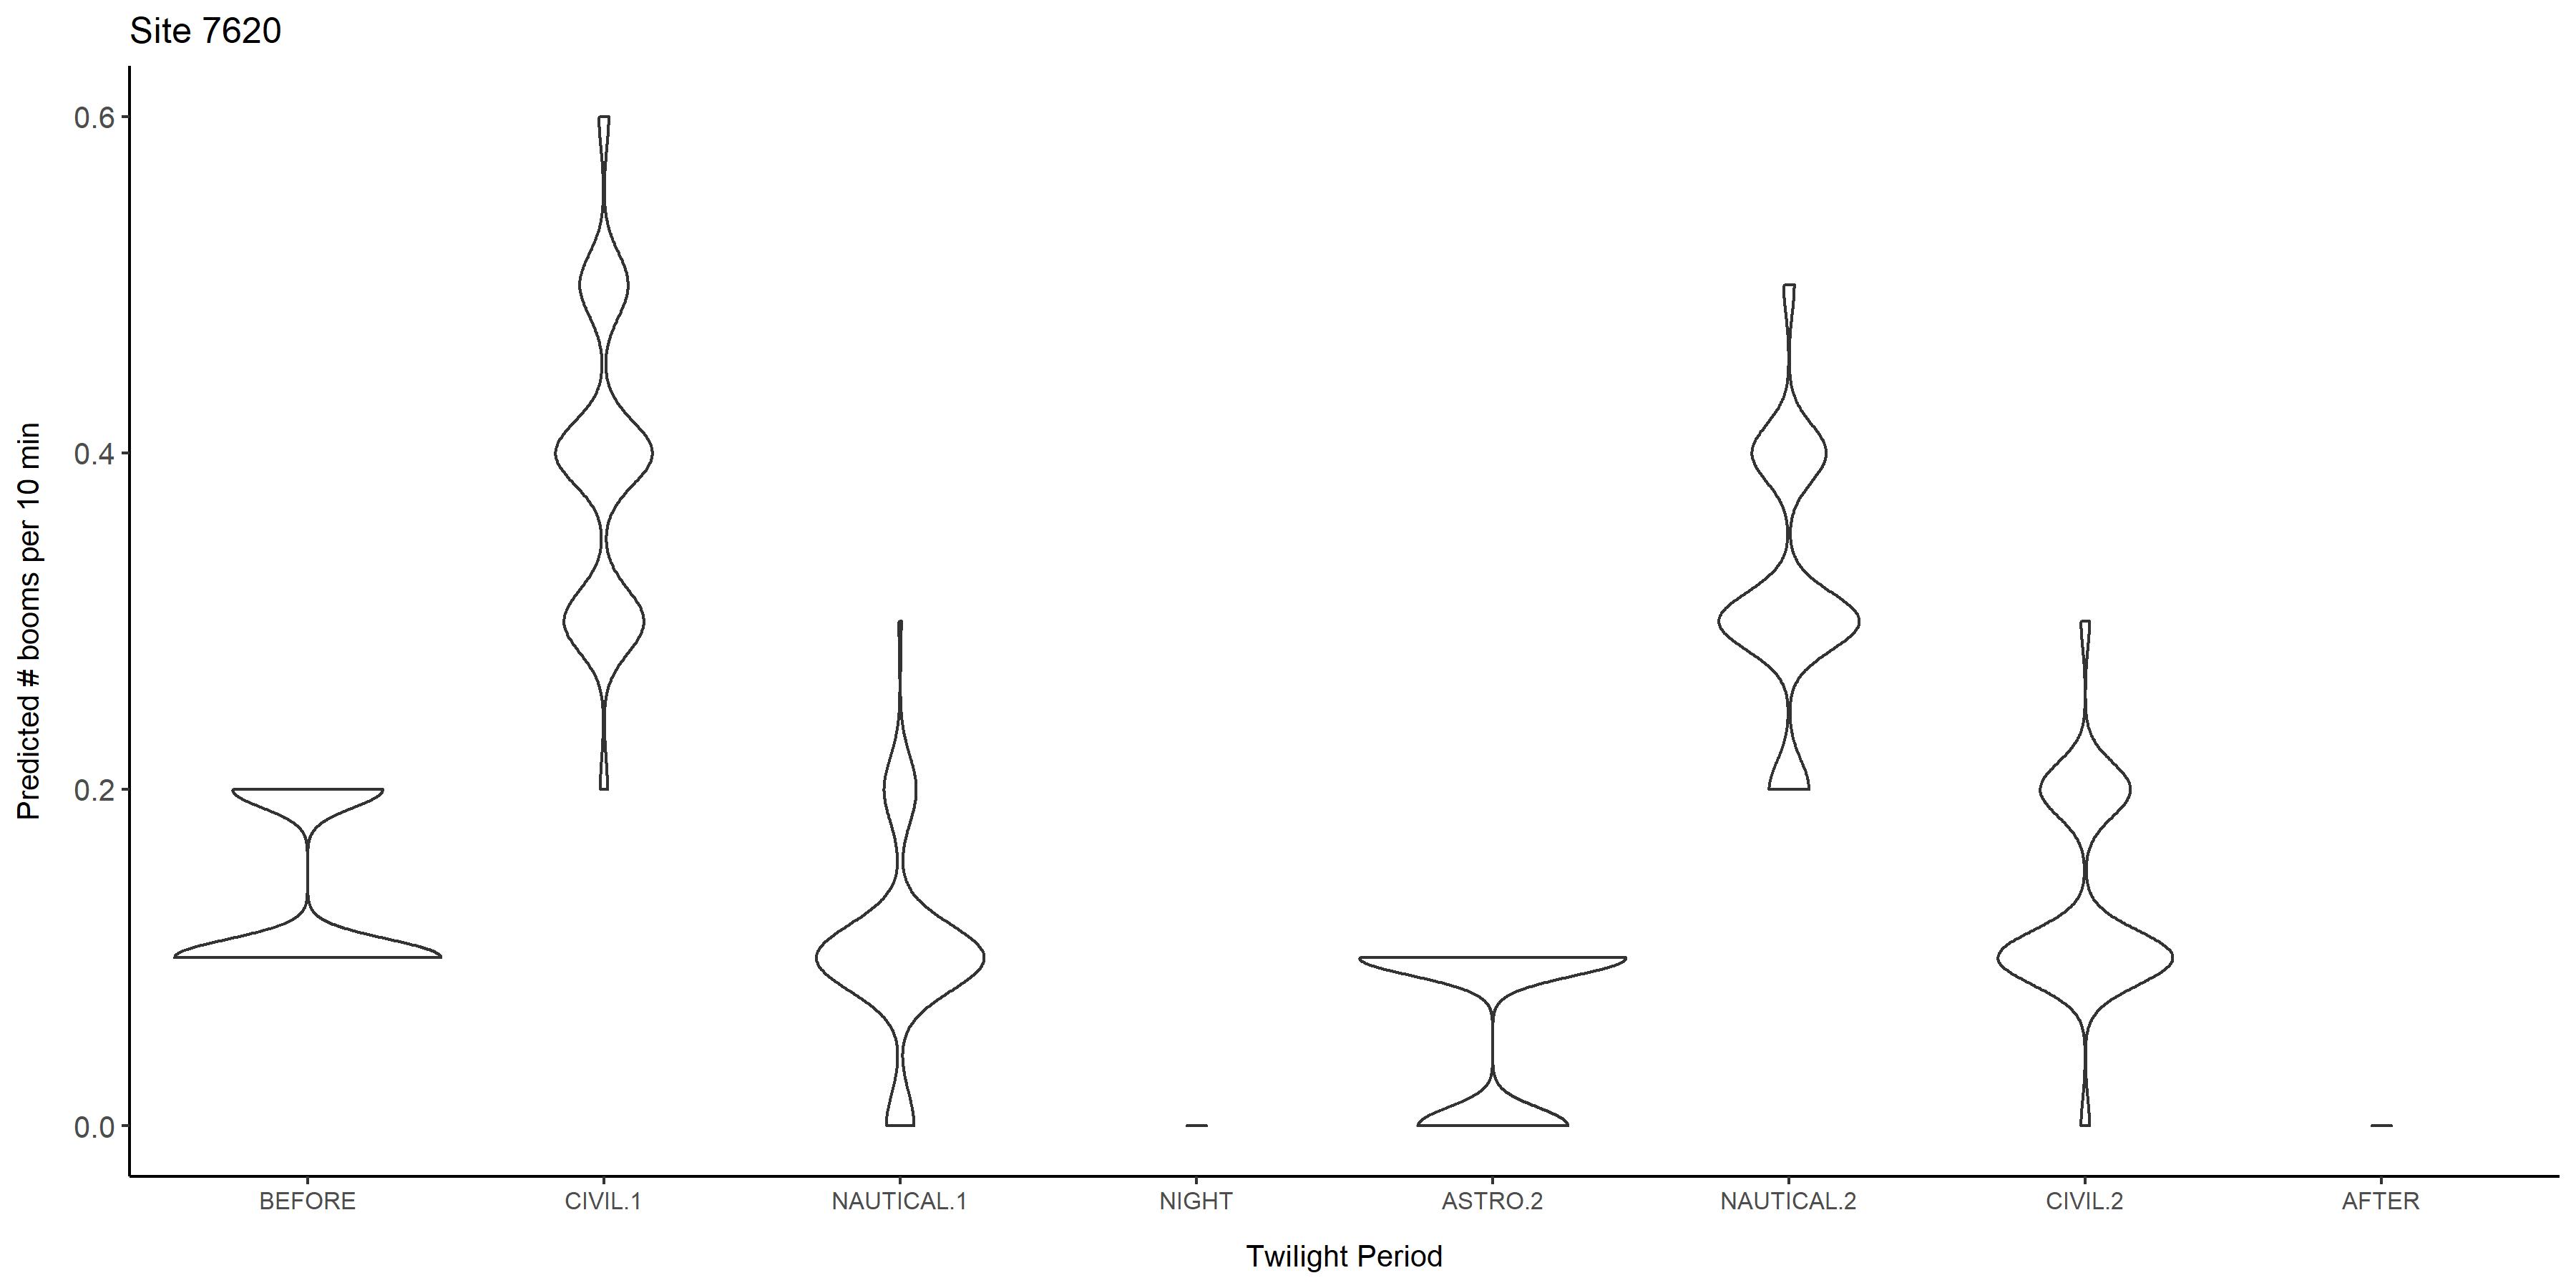 Site 7620
0.6
0.4
0.2
0.0
Predicted # booms per 10 min
BEFORE CIVIL.1 NAUTICAL.1 NIGHT ASTRO.2 NAUTICAL.2 CIVIL.2 AFTER
Twilight Period